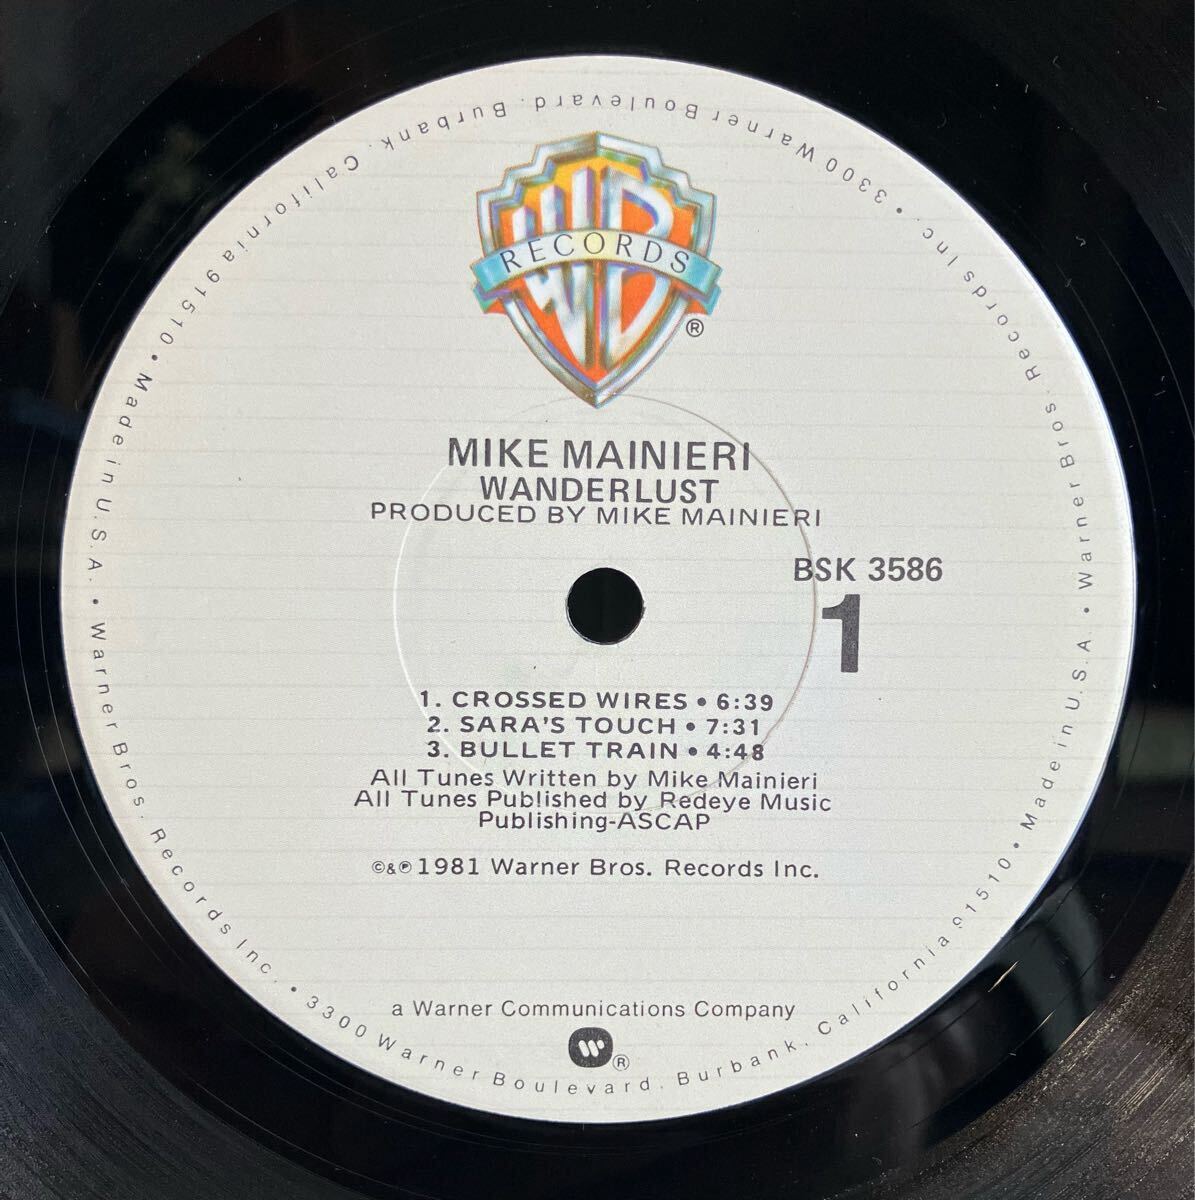 WB
RECORDS
®
MIKE MAINIERI
WANDERLUST
PRODUCED BY MIKE MAINIERI
BSK 3586
1
1. CROSSED WIRES • 6:39
2. SARA'S TOUCH • 7:31
3. BULLET TRAIN • 4:48
All Tunes Written by Mike Mainieri
All Tunes Published by Redeye Music
Publishing-ASCAP
©&℗ 1981 Warner Bros. Records Inc.
a Warner Communications Company
®
Made in U.S.A. • Warner Bros. Records Inc. • 3300 Warner Boulevard. Burbank. California 91510 • Made in U.S.A • Warner Bros. Records Inc. • 3300 Warner Boulevard. Burbank. California 91510 •